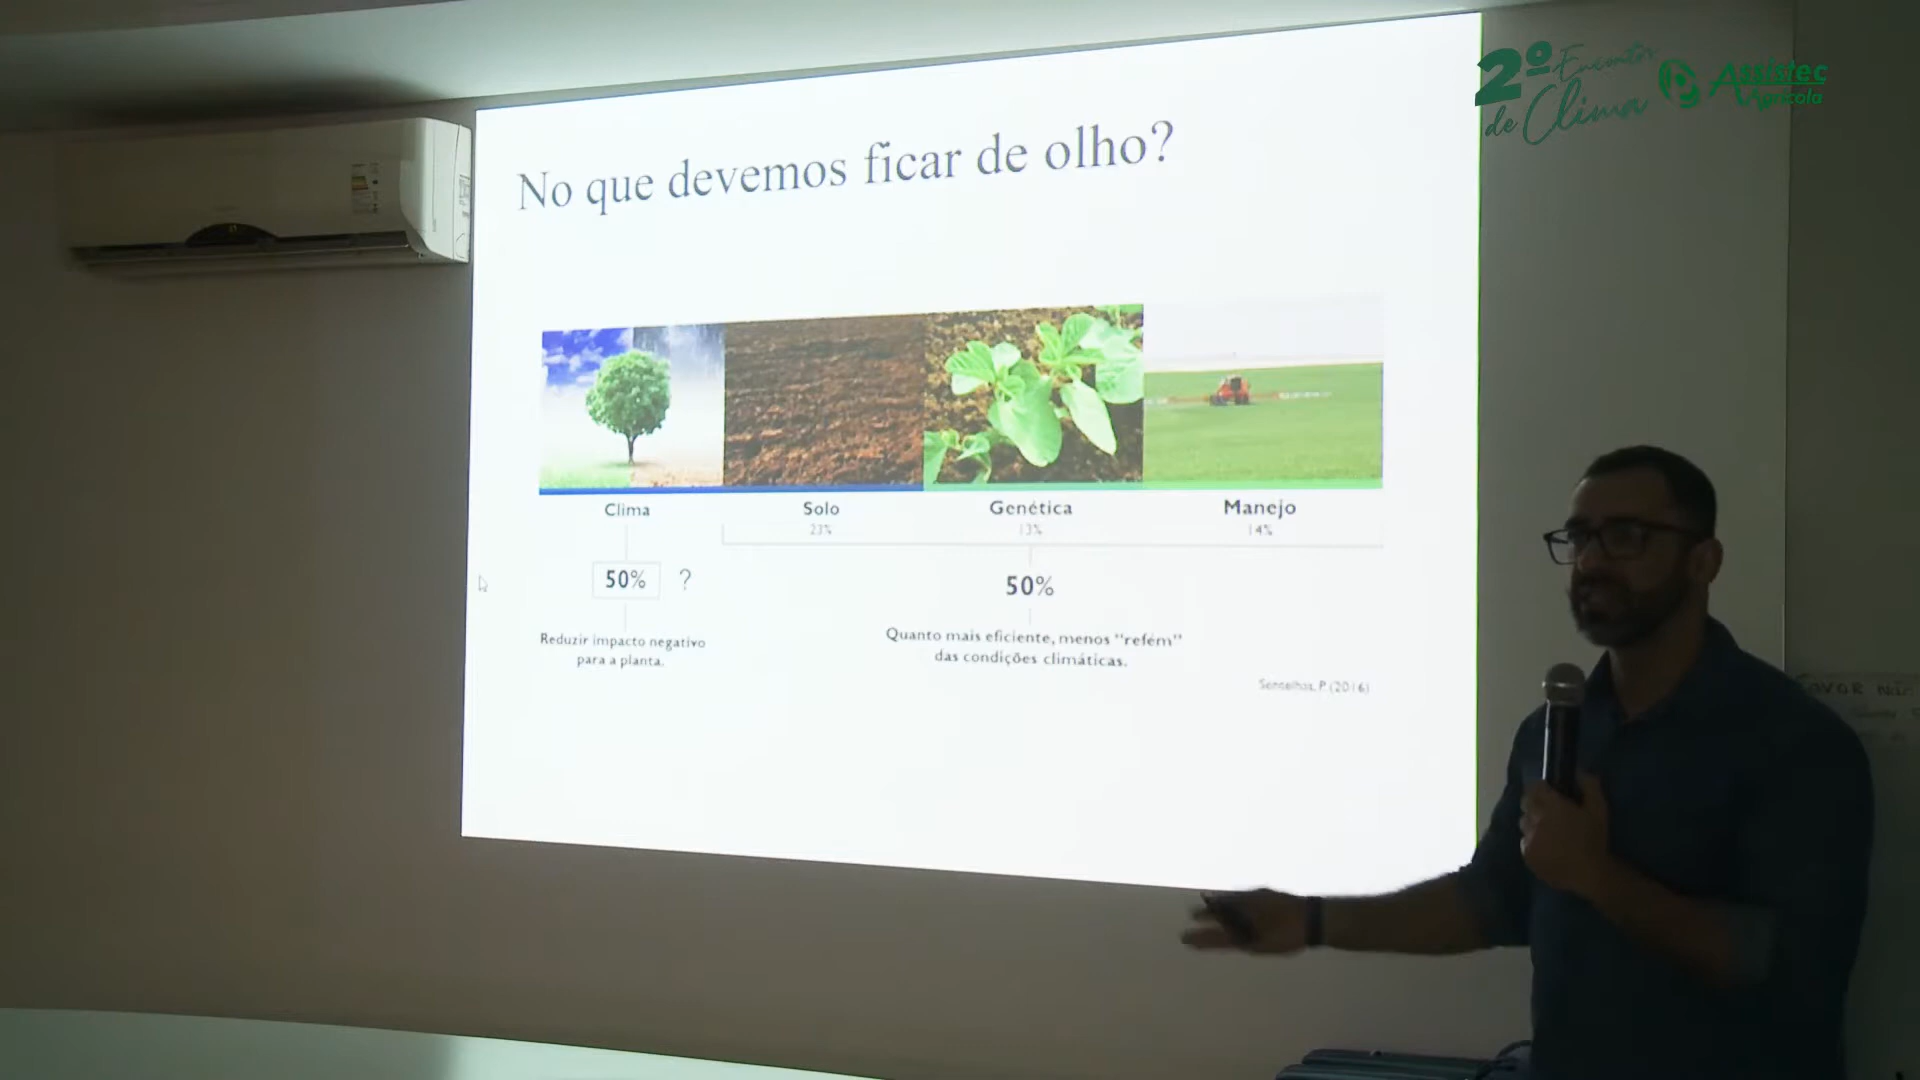 2º Encontro
de Clima
Assistec
Agrícola
No que devemos ficar de olho?
Clima
Solo
Genética
Manejo
23%
13%
14%
50% ?
50%
Reduzir impacto negativo
para a planta.
Quanto mais eficiente, menos "refém"
das condições climáticas.
Sentelhas, P. (2016)